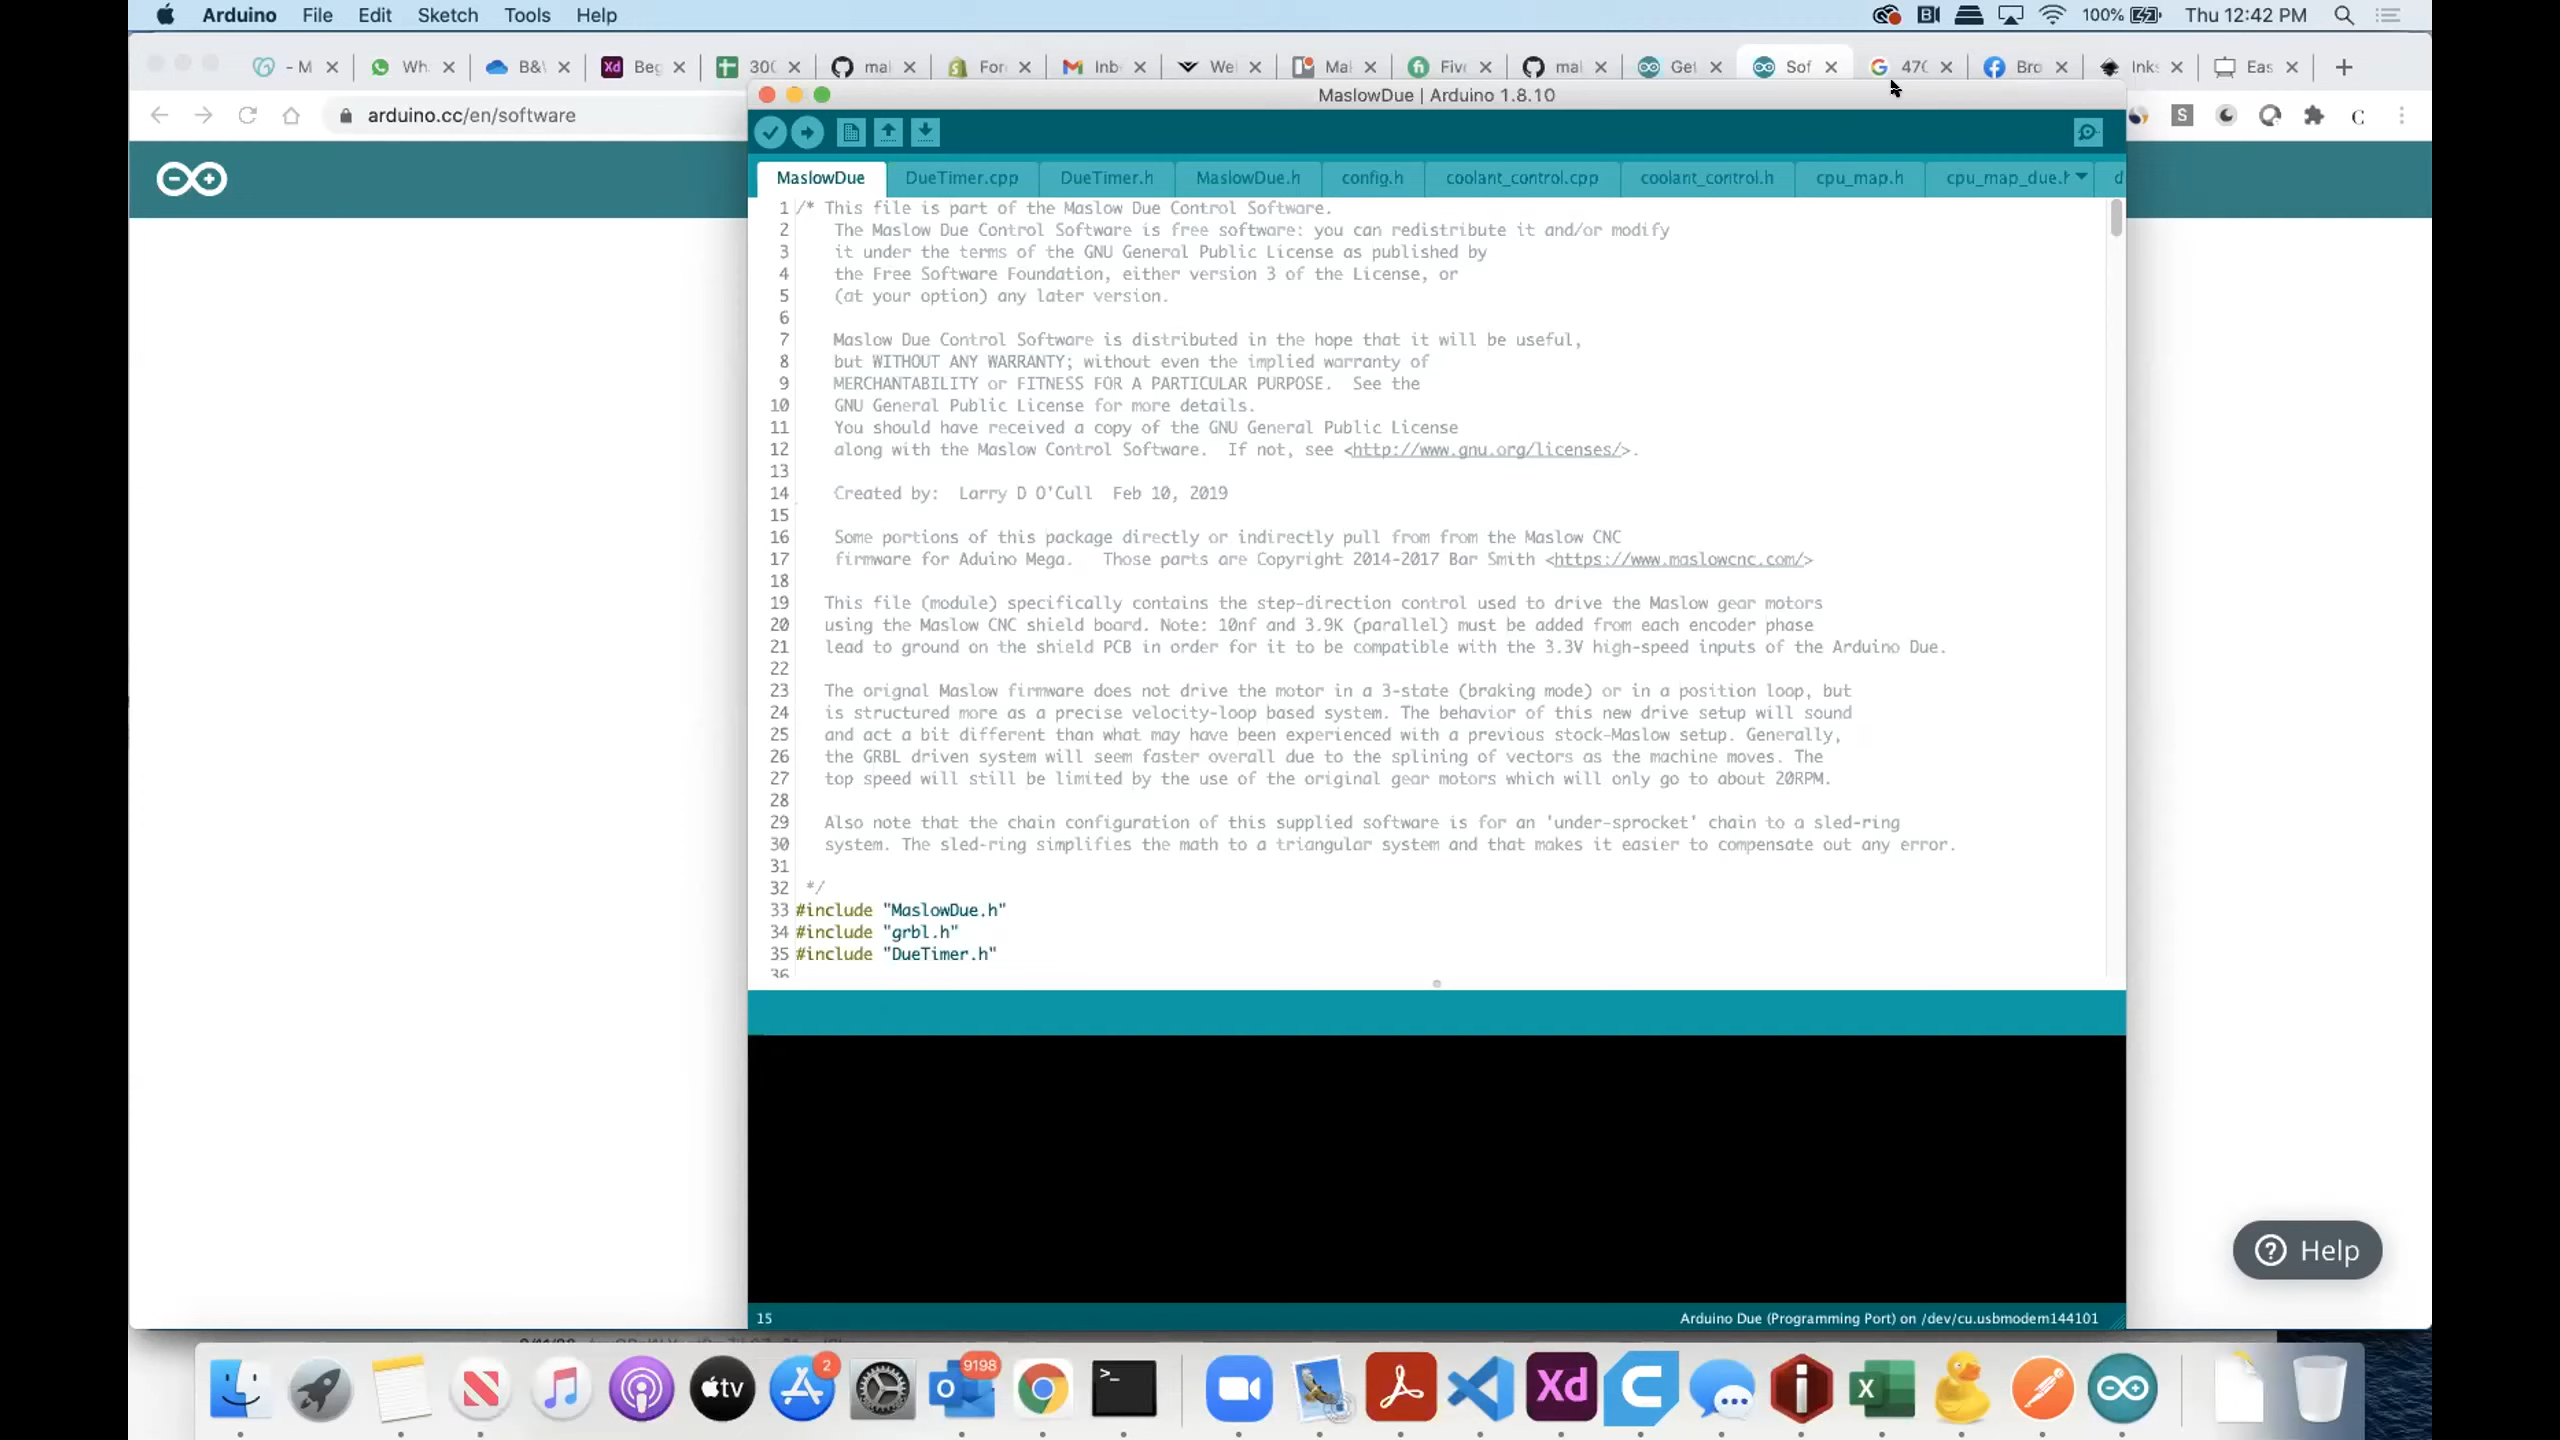 Arduino File Edit Sketch Tools Help 100% Thu 12:42 PM
- M Wh B&\ Beg 300 mal For Inb We Mal Five mal Get Sof 470 Bro Inks Eas
arduino.cc/en/software
MaslowDue | Arduino 1.8.10
MaslowDue DueTimer.cpp DueTimer.h MaslowDue.h config.h coolant_control.cpp coolant_control.h cpu_map.h cpu_map_due.h d
1 /* This file is part of the Maslow Due Control Software.
2 The Maslow Due Control Software is free software: you can redistribute it and/or modify
3 it under the terms of the GNU General Public License as published by
4 the Free Software Foundation, either version 3 of the License, or
5 (at your option) any later version.
6
7 Maslow Due Control Software is distributed in the hope that it will be useful,
8 but WITHOUT ANY WARRANTY; without even the implied warranty of
9 MERCHANTABILITY or FITNESS FOR A PARTICULAR PURPOSE. See the
10 GNU General Public License for more details.
11 You should have received a copy of the GNU General Public License
12 along with the Maslow Control Software. If not, see <http://www.gnu.org/licenses/>.
13
14 Created by: Larry D O'Cull Feb 10, 2019
15
16 Some portions of this package directly or indirectly pull from from the Maslow CNC
17 firmware for Aduino Mega. Those parts are Copyright 2014-2017 Bar Smith <https://www.maslowcnc.com/>
18
19 This file (module) specifically contains the step-direction control used to drive the Maslow gear motors
20 using the Maslow CNC shield board. Note: 10nf and 3.9K (parallel) must be added from each encoder phase
21 lead to ground on the shield PCB in order for it to be compatible with the 3.3V high-speed inputs of the Arduino Due.
22
23 The orignal Maslow firmware does not drive the motor in a 3-state (braking mode) or in a position loop, but
24 is structured more as a precise velocity-loop based system. The behavior of this new drive setup will sound
25 and act a bit different than what may have been experienced with a previous stock-Maslow setup. Generally,
26 the GRBL driven system will seem faster overall due to the splining of vectors as the machine moves. The
27 top speed will still be limited by the use of the original gear motors which will only go to about 20RPM.
28
29 Also note that the chain configuration of this supplied software is for an 'under-sprocket' chain to a sled-ring
30 system. The sled-ring simplifies the math to a triangular system and that makes it easier to compensate out any error.
31
32 */
33 #include "MaslowDue.h"
34 #include "grbl.h"
35 #include "DueTimer.h"
36
Help
15 Arduino Due (Programming Port) on /dev/cu.usbmodem144101
2 9198
tv Xd